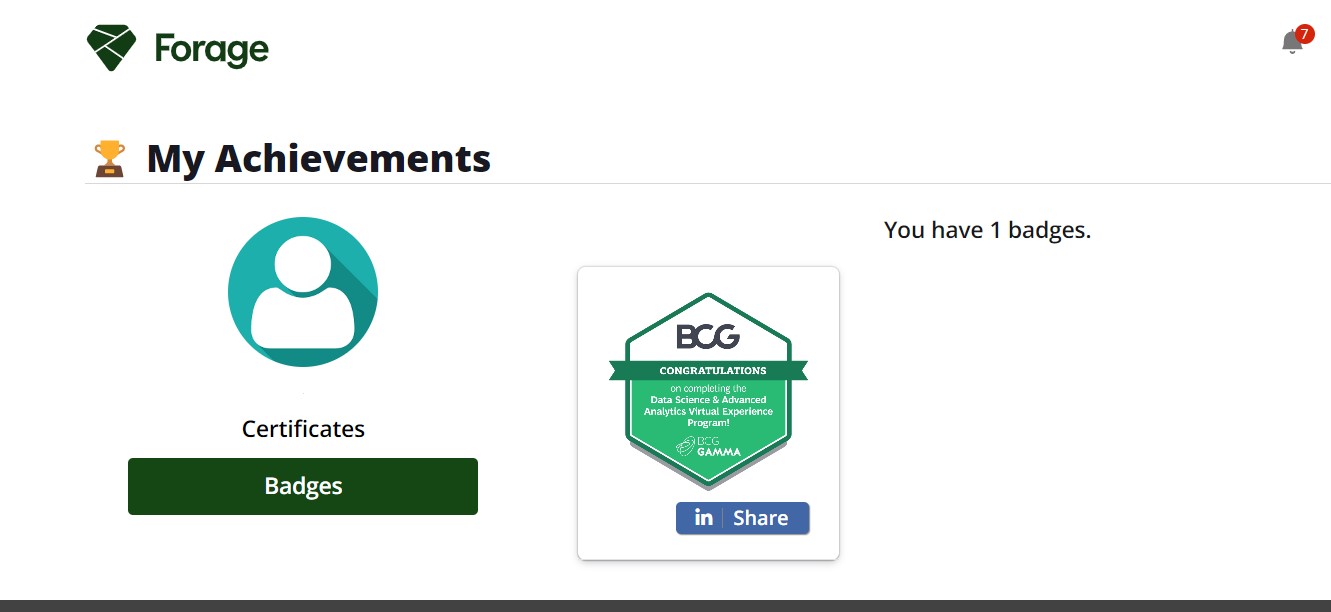 Forage
7
🏆 My Achievements
You have 1 badges.
BCG
CONGRATULATIONS
on completing the
Data Science & Advanced
Analytics Virtual Experience
Program!
BCG
GAMMA
in Share
Certificates
Badges